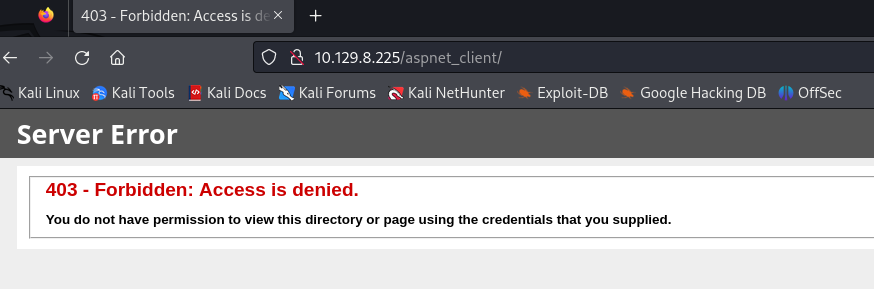 403 - Forbidden: Access is de
10.129.8.225/aspnet_client/
Kali Linux Kali Tools Kali Docs Kali Forums Kali NetHunter Exploit-DB Google Hacking DB OffSec
Server Error
403 - Forbidden: Access is denied.
You do not have permission to view this directory or page using the credentials that you supplied.